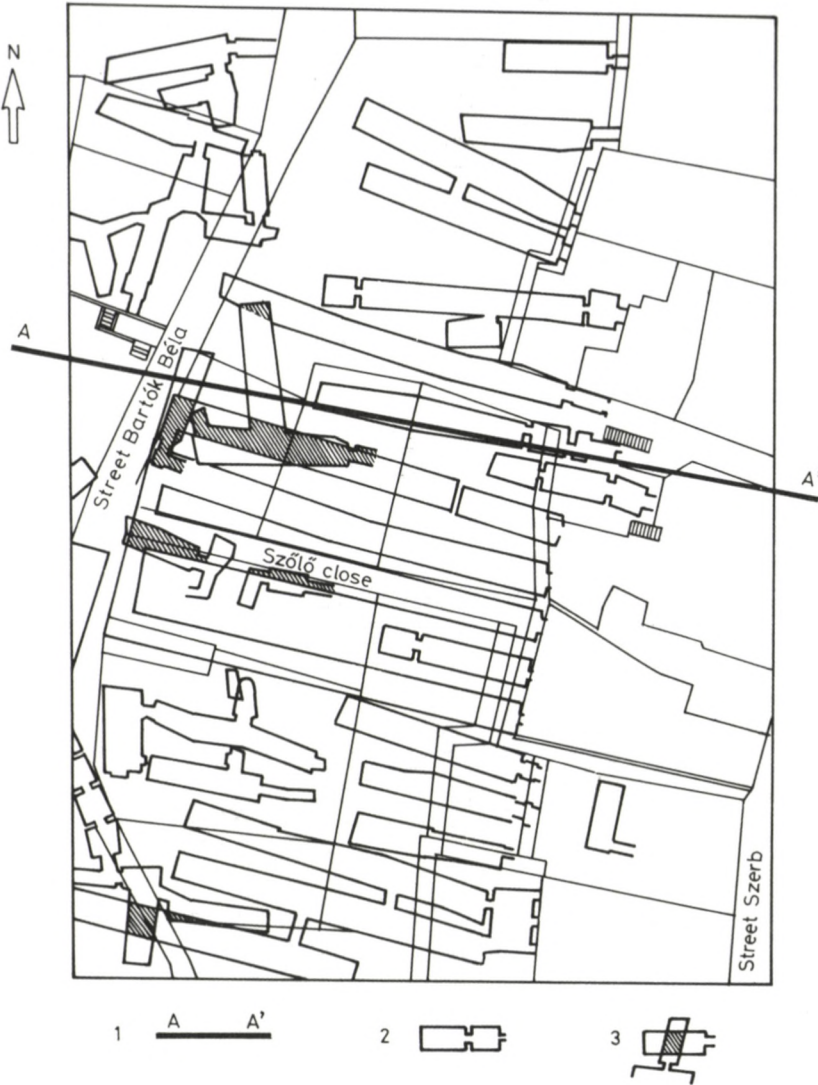 N
A
A'
Street Bartók Béla
Szőlő close
Street Szerb
1 A A' 2 3